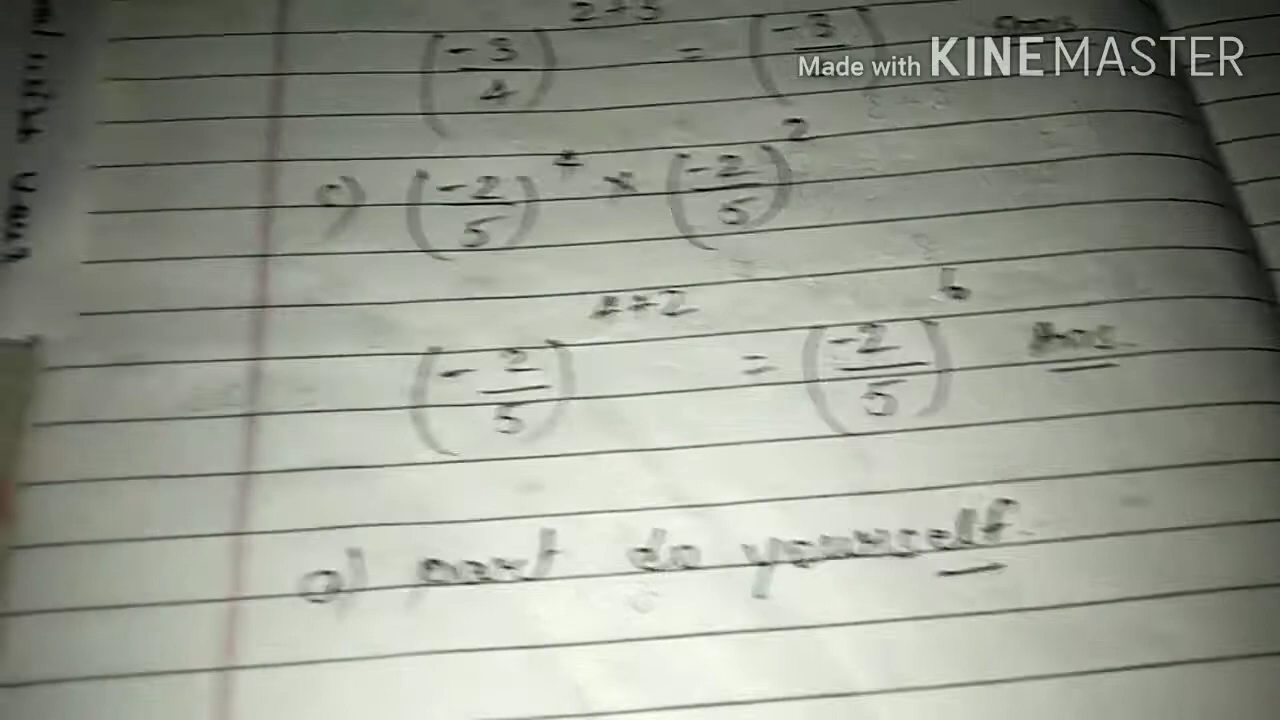 2+3
(-3/4) = (-3/
Made with KINEMASTER
c) (-2/5)⁴ × (-2/5)²
4+2 6
(-2/5) = (-2/5) Ans.
a) part do yourself.